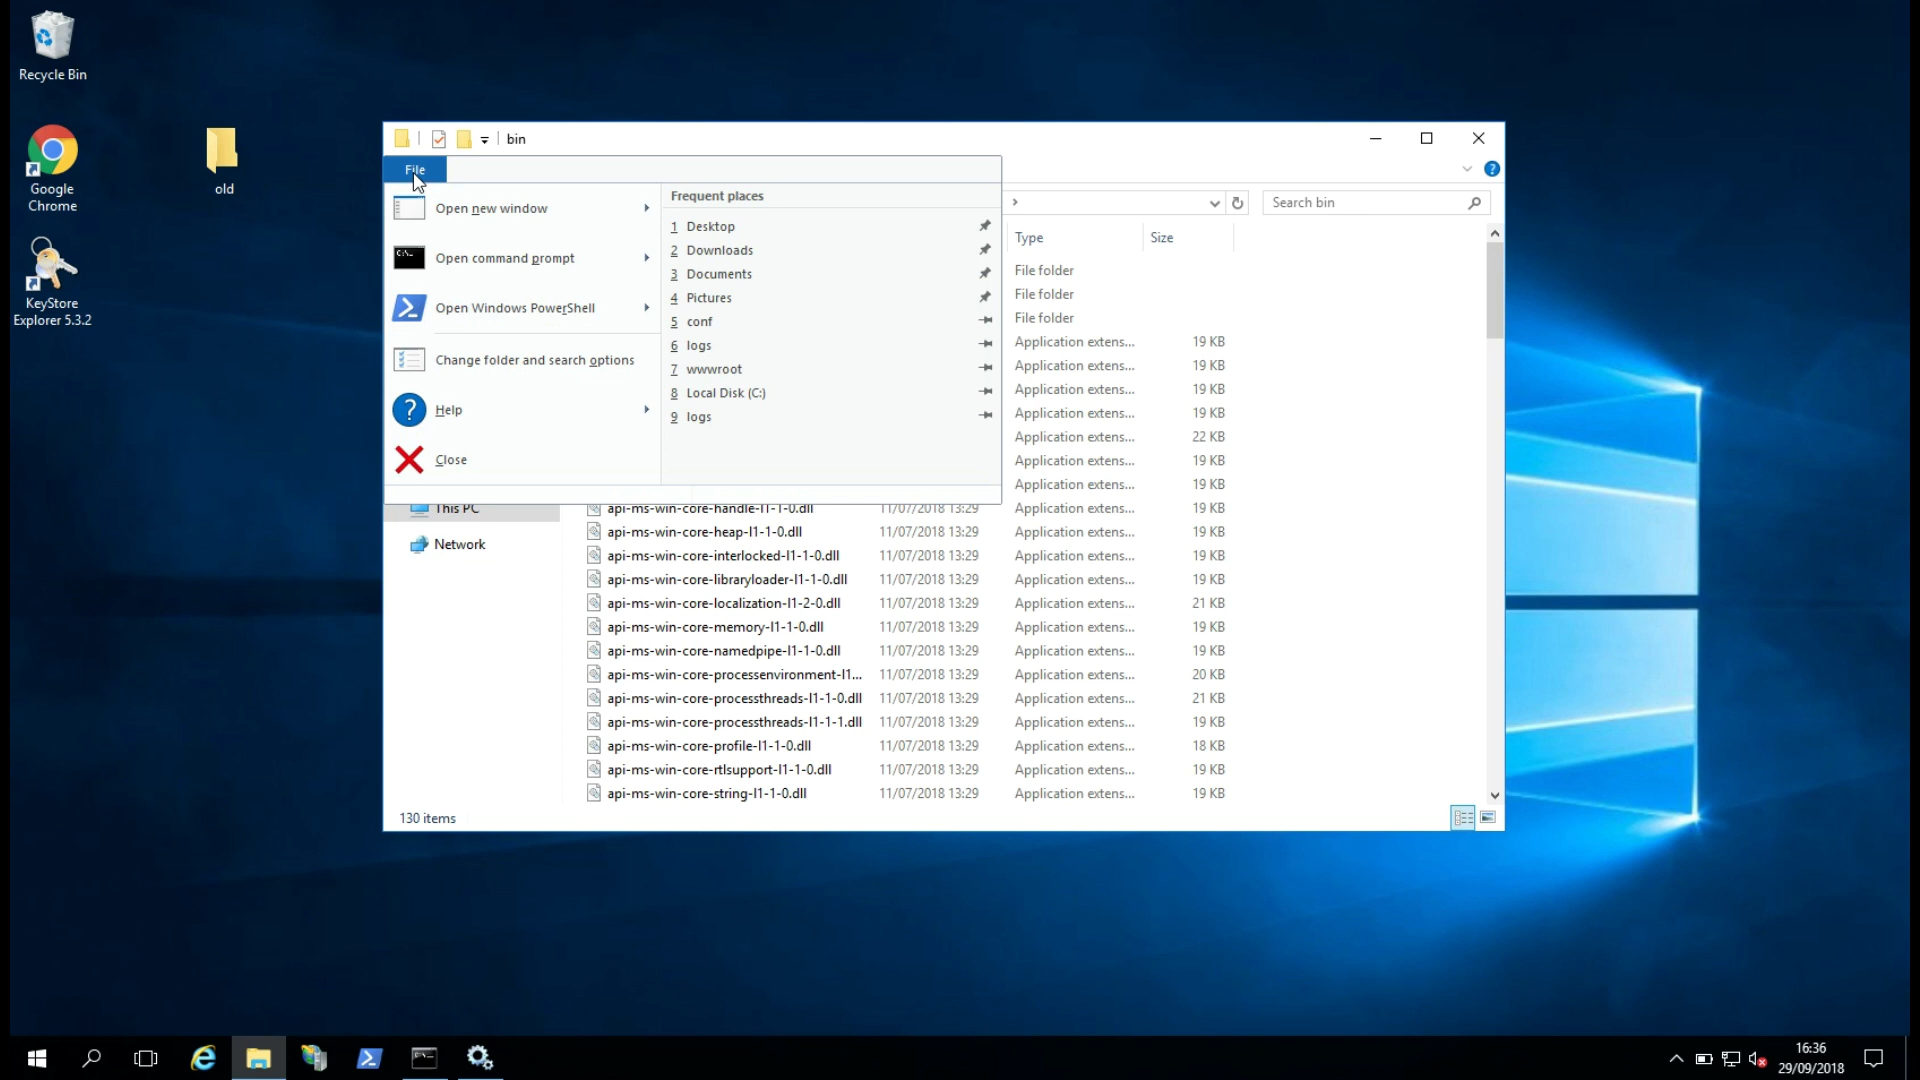 Recycle Bin
Google
Chrome
old
KeyStore
Explorer 5.3.2
bin
File
Open new window
Open command prompt
Open Windows PowerShell
Change folder and search options
Help
Close
Frequent places
1 Desktop
2 Downloads
3 Documents
4 Pictures
5 conf
6 logs
7 wwwroot
8 Local Disk (C:)
9 logs
Search bin
Type Size
File folder
File folder
File folder
Application extens... 19 KB
Application extens... 19 KB
Application extens... 19 KB
Application extens... 19 KB
Application extens... 22 KB
Application extens... 19 KB
Application extens... 19 KB
This PC
Network
api-ms-win-core-handle-l1-1-0.dll 11/07/2018 13:29 Application extens... 19 KB
api-ms-win-core-heap-l1-1-0.dll 11/07/2018 13:29 Application extens... 19 KB
api-ms-win-core-interlocked-l1-1-0.dll 11/07/2018 13:29 Application extens... 19 KB
api-ms-win-core-libraryloader-l1-1-0.dll 11/07/2018 13:29 Application extens... 19 KB
api-ms-win-core-localization-l1-2-0.dll 11/07/2018 13:29 Application extens... 21 KB
api-ms-win-core-memory-l1-1-0.dll 11/07/2018 13:29 Application extens... 19 KB
api-ms-win-core-namedpipe-l1-1-0.dll 11/07/2018 13:29 Application extens... 19 KB
api-ms-win-core-processenvironment-l1... 11/07/2018 13:29 Application extens... 20 KB
api-ms-win-core-processthreads-l1-1-0.dll 11/07/2018 13:29 Application extens... 21 KB
api-ms-win-core-processthreads-l1-1-1.dll 11/07/2018 13:29 Application extens... 19 KB
api-ms-win-core-profile-l1-1-0.dll 11/07/2018 13:29 Application extens... 18 KB
api-ms-win-core-rtlsupport-l1-1-0.dll 11/07/2018 13:29 Application extens... 19 KB
api-ms-win-core-string-l1-1-0.dll 11/07/2018 13:29 Application extens... 19 KB
130 items
16:36
29/09/2018